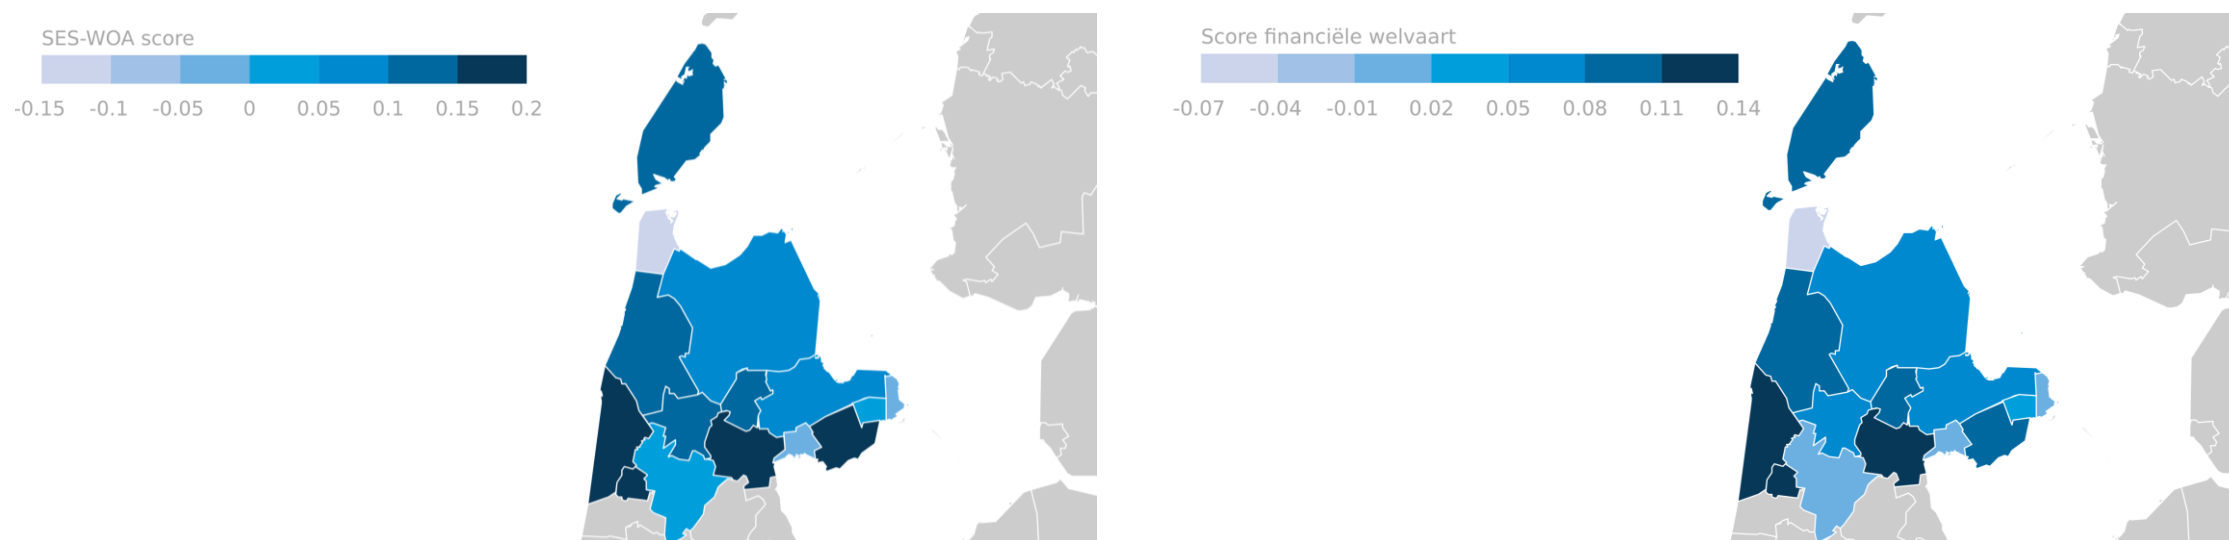 SES-WOA score
-0.15 -0.1 -0.05 0 0.05 0.1 0.15 0.2
Score financiële welvaart
-0.07 -0.04 -0.01 0.02 0.05 0.08 0.11 0.14